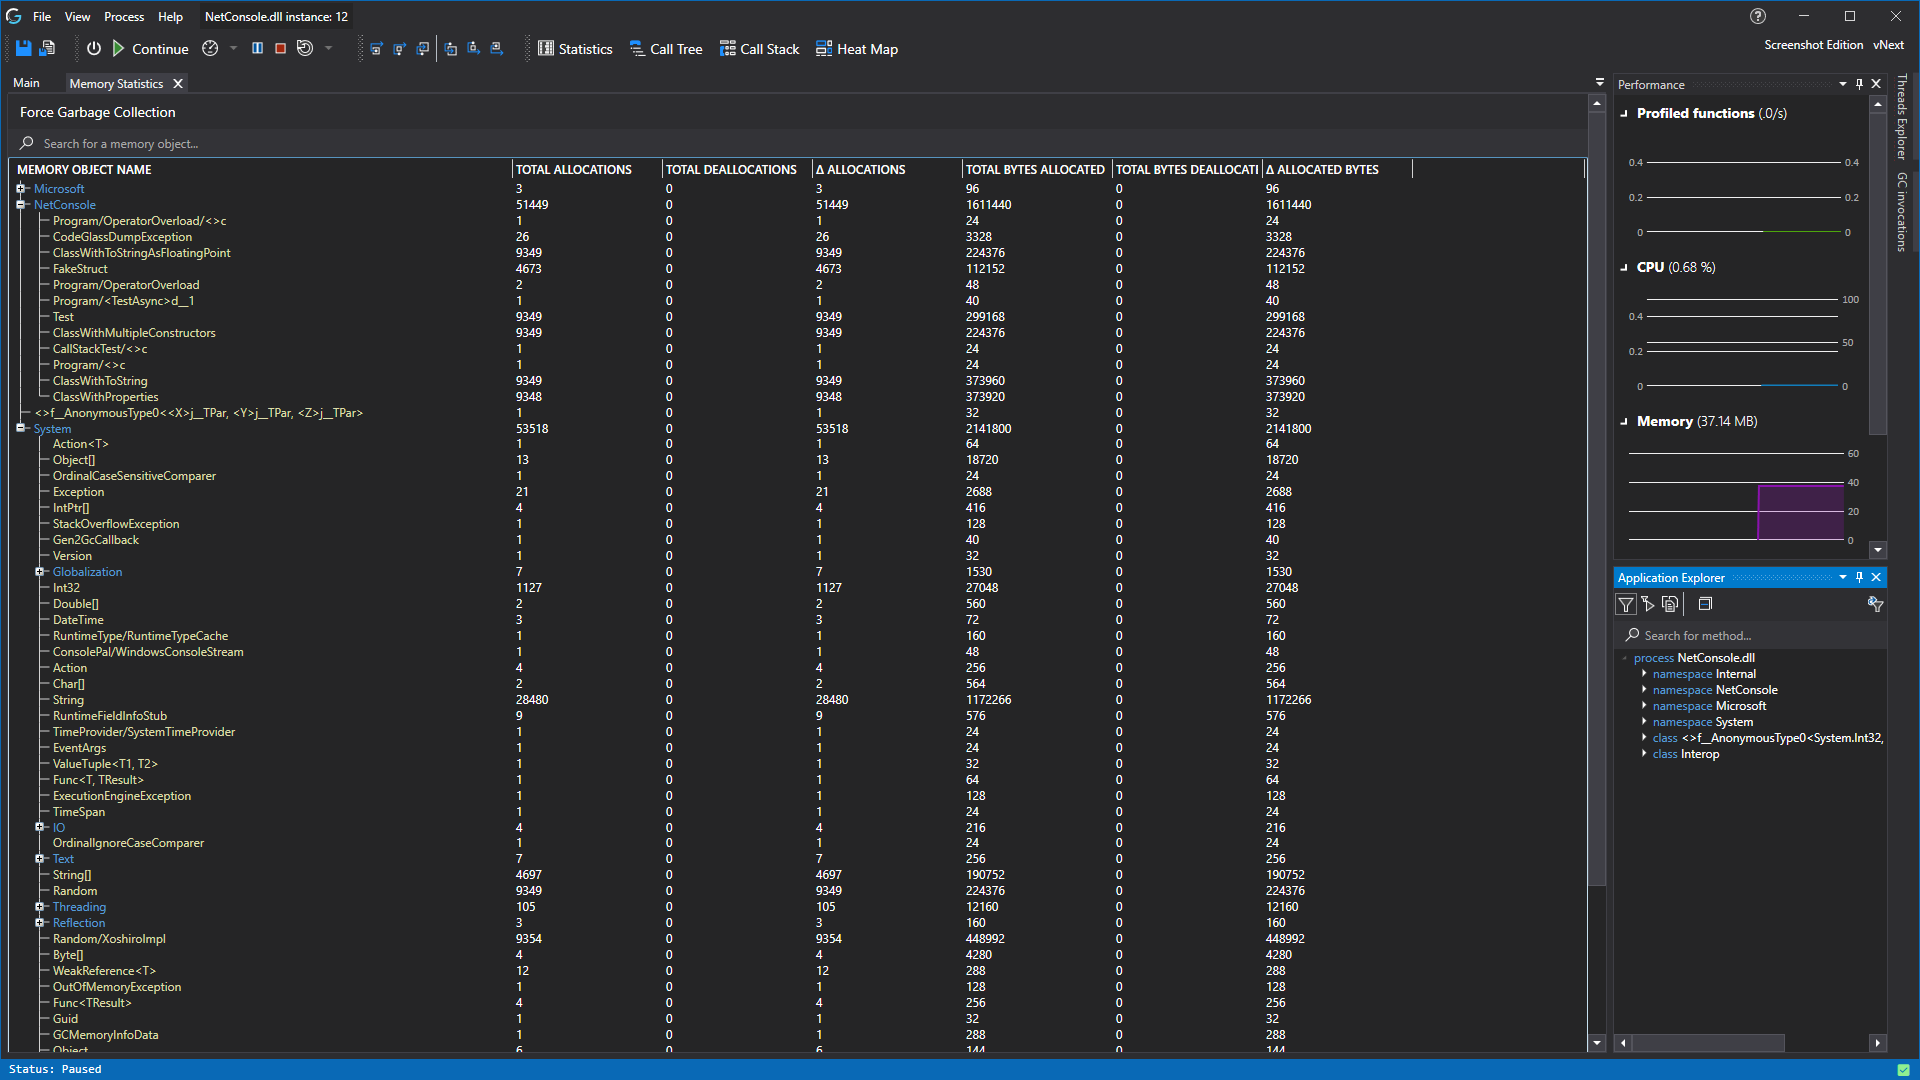 File View Process Help NetConsole.dll instance: 12
Screenshot Edition vNext
Continue Statistics Call Tree Call Stack Heat Map
Main Memory Statistics
Force Garbage Collection
Search for a memory object...
MEMORY OBJECT NAME TOTAL ALLOCATIONS TOTAL DEALLOCATIONS Δ ALLOCATIONS TOTAL BYTES ALLOCATED TOTAL BYTES DEALLOCATI Δ ALLOCATED BYTES
Microsoft 3 0 3 96 0 96
NetConsole 51449 0 51449 1611440 0 1611440
Program/OperatorOverload/<>c 1 0 1 24 0 24
CodeGlassDumpException 26 0 26 3328 0 3328
ClassWithToStringAsFloatingPoint 9349 0 9349 224376 0 224376
FakeStruct 4673 0 4673 112152 0 112152
Program/OperatorOverload 2 0 2 48 0 48
Program/<TestAsync>d__1 1 0 1 40 0 40
Test 9349 0 9349 299168 0 299168
ClassWithMultipleConstructors 9349 0 9349 224376 0 224376
CallStackTest/<>c 1 0 1 24 0 24
Program/<>c 1 0 1 24 0 24
ClassWithToString 9349 0 9349 373960 0 373960
ClassWithProperties 9348 0 9348 373920 0 373920
<>f__AnonymousType0<<X>j__TPar, <Y>j__TPar, <Z>j__TPar> 1 0 1 32 0 32
System 53518 0 53518 2141800 0 2141800
Action<T> 1 0 1 64 0 64
Object[] 13 0 13 18720 0 18720
OrdinalCaseSensitiveComparer 1 0 1 24 0 24
Exception 21 0 21 2688 0 2688
IntPtr[] 4 0 4 416 0 416
StackOverflowException 1 0 1 128 0 128
Gen2GcCallback 1 0 1 40 0 40
Version 1 0 1 32 0 32
Globalization 7 0 7 1530 0 1530
Int32 1127 0 1127 27048 0 27048
Double[] 2 0 2 560 0 560
DateTime 3 0 3 72 0 72
RuntimeType/RuntimeTypeCache 1 0 1 160 0 160
ConsolePal/WindowsConsoleStream 1 0 1 48 0 48
Action 4 0 4 256 0 256
Char[] 2 0 2 564 0 564
String 28480 0 28480 1172266 0 1172266
RuntimeFieldInfoStub 9 0 9 576 0 576
TimeProvider/SystemTimeProvider 1 0 1 24 0 24
EventArgs 1 0 1 24 0 24
ValueTuple<T1, T2> 1 0 1 32 0 32
Func<T, TResult> 1 0 1 64 0 64
ExecutionEngineException 1 0 1 128 0 128
TimeSpan 1 0 1 24 0 24
IO 4 0 4 216 0 216
OrdinalIgnoreCaseComparer 1 0 1 24 0 24
Text 7 0 7 256 0 256
String[] 4697 0 4697 190752 0 190752
Random 9349 0 9349 224376 0 224376
Threading 105 0 105 12160 0 12160
Reflection 3 0 3 160 0 160
Random/XoshiroImpl 9354 0 9354 448992 0 448992
Byte[] 4 0 4 4280 0 4280
WeakReference<T> 12 0 12 288 0 288
OutOfMemoryException 1 0 1 128 0 128
Func<TResult> 4 0 4 256 0 256
Guid 1 0 1 32 0 32
GCMemoryInfoData 1 0 1 288 0 288
Object 6 0 6 144 0 144
Performance
Profiled functions (.0/s)
0.4 0.4
0.2 0.2
0 0
CPU (0.68 %)
100
0.4
50
0.2
0 0
Memory (37.14 MB)
60
40
20
0
Application Explorer
Search for method...
process NetConsole.dll
namespace Internal
namespace NetConsole
namespace Microsoft
namespace System
class <>f__AnonymousType0<System.Int32,
class Interop
Threads Explorer
GC invocations
Status: Paused